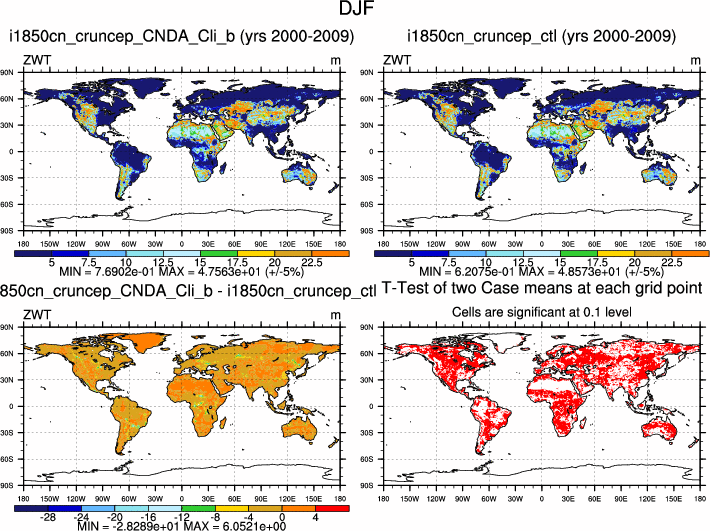 DJF
i1850cn_cruncep_CNDA_Cli_b (yrs 2000-2009)
i1850cn_cruncep_ctl (yrs 2000-2009)
ZWT m
ZWT m
90N
60N
30N
0
30S
60S
90S
90N
60N
30N
0
30S
60S
90S
180 150W 120W 90W 60W 30W 0 30E 60E 90E 120E 150E 180
180 150W 120W 90W 60W 30W 0 30E 60E 90E 120E 150E 180
5 7.5 10 12.5 15 17.5 20 22.5
5 7.5 10 12.5 15 17.5 20 22.5
MIN = 7.6902e-01 MAX = 4.7563e+01 (+/-5%)
MIN = 6.2075e-01 MAX = 4.8573e+01 (+/-5%)
850cn_cruncep_CNDA_Cli_b - i1850cn_cruncep_ctl
T-Test of two Case means at each grid point
ZWT m
Cells are significant at 0.1 level
90N
60N
30N
0
30S
60S
90S
90N
60N
30N
0
30S
60S
90S
180 150W 120W 90W 60W 30W 0 30E 60E 90E 120E 150E 180
180 150W 120W 90W 60W 30W 0 30E 60E 90E 120E 150E 180
-28 -24 -20 -16 -12 -8 -4 0 4
MIN = -2.8289e+01 MAX = 6.0521e+00